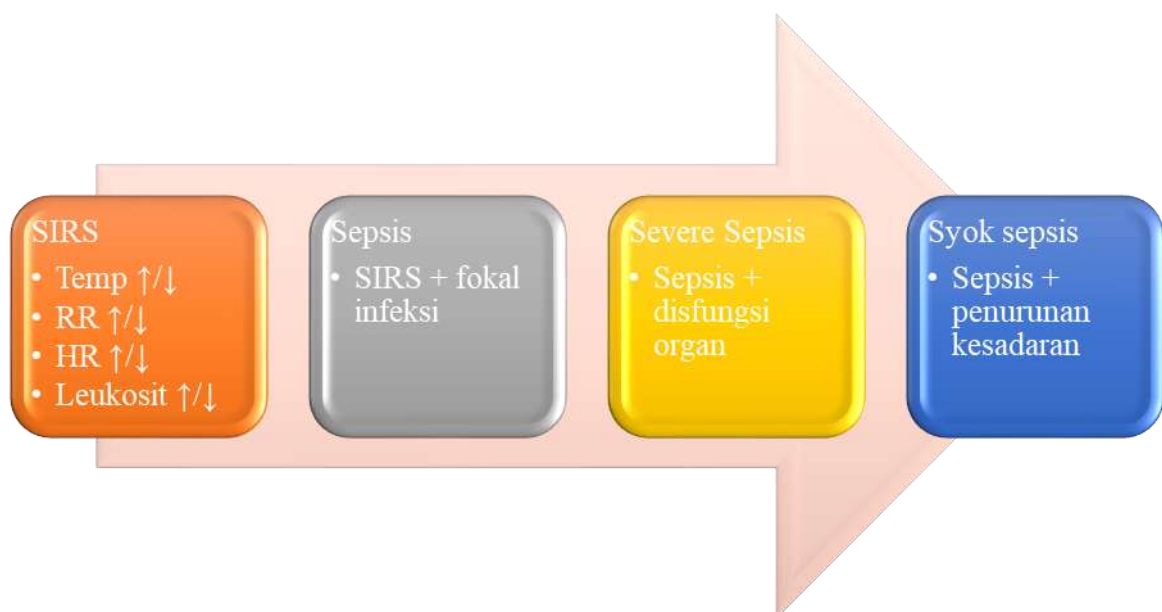 SIRS
• Temp ↑/↓
• RR ↑/↓
• HR ↑/↓
• Leukosit ↑/↓
Sepsis
• SIRS + fokal
infeksi
Severe Sepsis
• Sepsis +
disfungsi
organ
Syok sepsis
• Sepsis +
penurunan
kesadaran